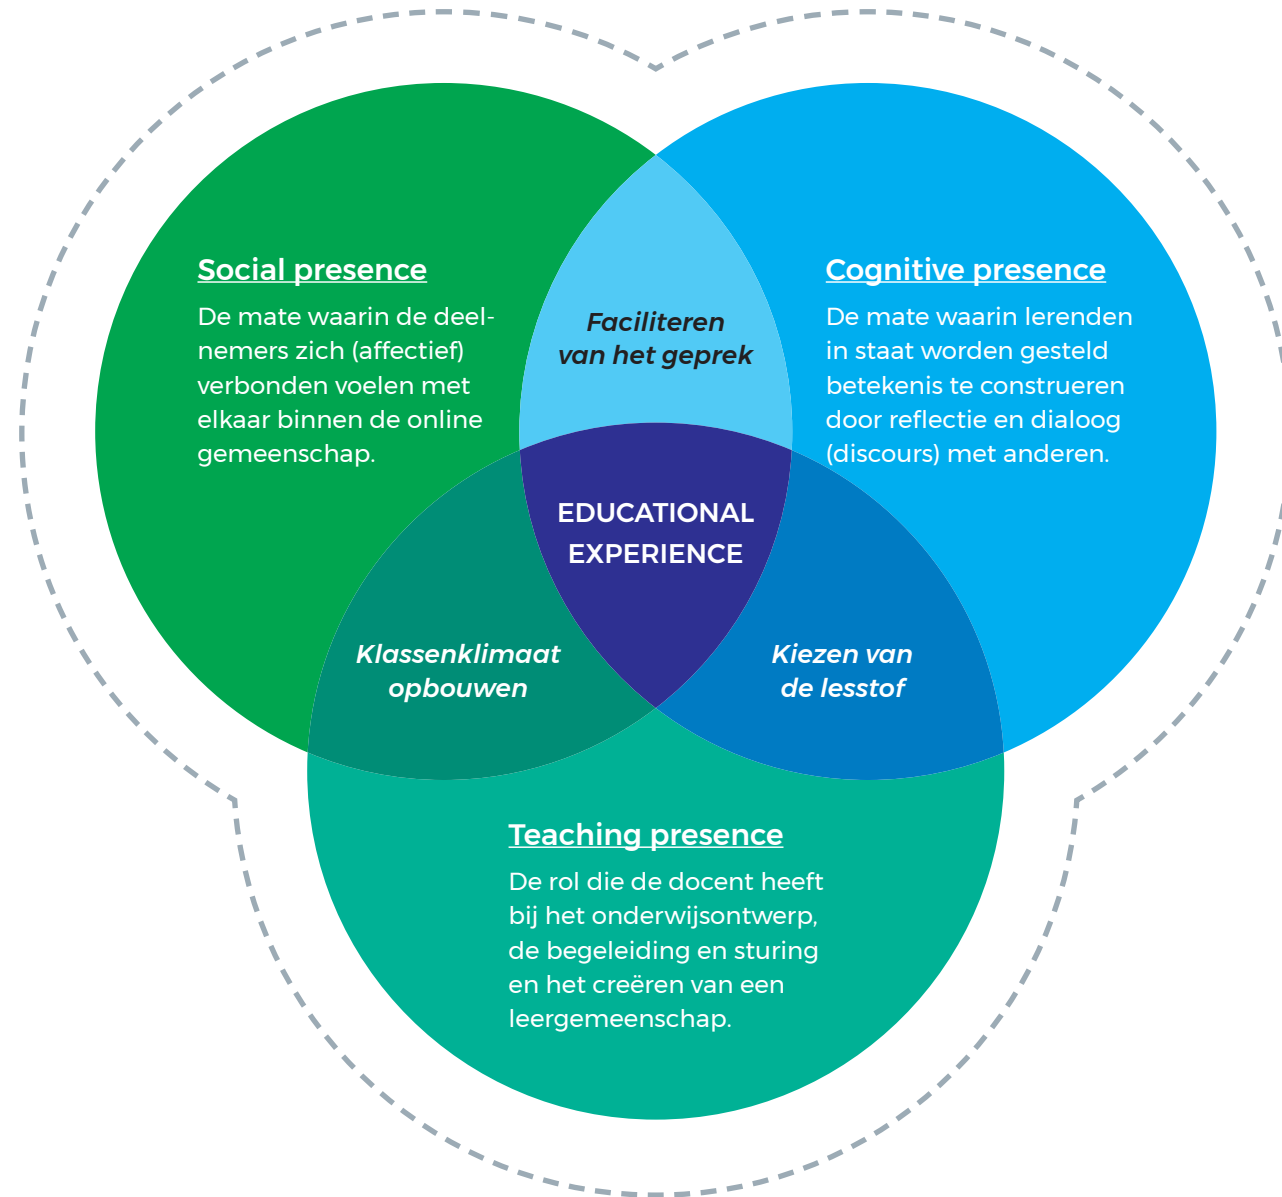 Social presence
De mate waarin de deel-
nemers zich (affectief)
verbonden voelen met
elkaar binnen de online
gemeenschap.
Faciliteren
van het geprek
Cognitive presence
De mate waarin lerenden
in staat worden gesteld
betekenis te construeren
door reflectie en dialoog
(discours) met anderen.
EDUCATIONAL
EXPERIENCE
Klassenklimaat
opbouwen
Kiezen van
de lesstof
Teaching presence
De rol die de docent heeft
bij het onderwijsontwerp,
de begeleiding en sturing
en het creëren van een
leergemeenschap.